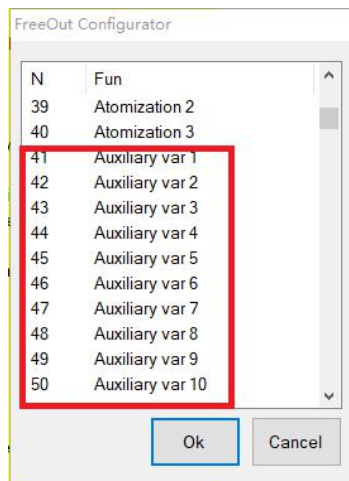 FreeOut Configurator
N Fun
39 Atomization 2
40 Atomization 3
41 Auxiliary var 1
42 Auxiliary var 2
43 Auxiliary var 3
44 Auxiliary var 4
45 Auxiliary var 5
46 Auxiliary var 6
47 Auxiliary var 7
48 Auxiliary var 8
49 Auxiliary var 9
50 Auxiliary var 10
Ok Cancel